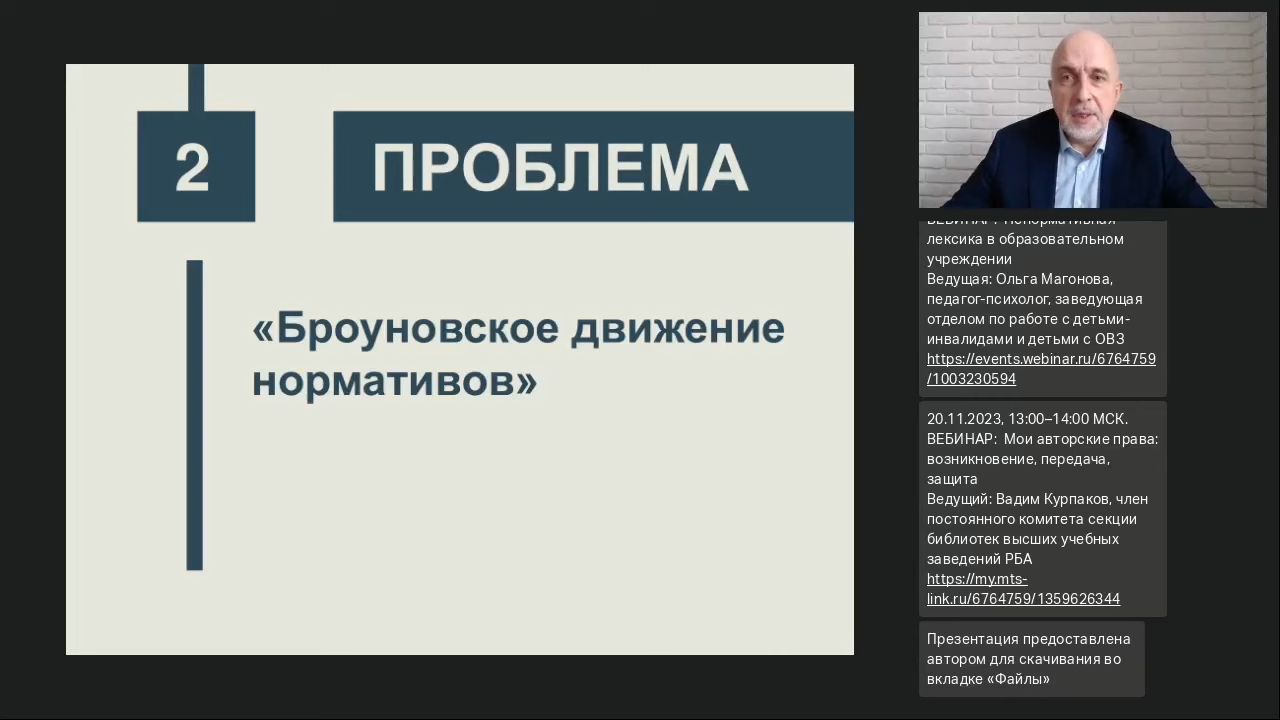 2
ПРОБЛЕМА
«Броуновское движение
нормативов»
ВЕБИНАР: Ненормативная
лексика в образовательном
учреждении
Ведущая: Ольга Магонова,
педагог-психолог, заведующая
отделом по работе с детьми-
инвалидами и детьми с ОВЗ
https://events.webinar.ru/6764759
/1003230594
20.11.2023, 13:00–14:00 МСК.
ВЕБИНАР: Мои авторские права:
возникновение, передача,
защита
Ведущий: Вадим Курпаков, член
постоянного комитета секции
библиотек высших учебных
заведений РБА
https://my.mts-
link.ru/6764759/1359626344
Презентация предоставлена
автором для скачивания во
вкладке «Файлы»